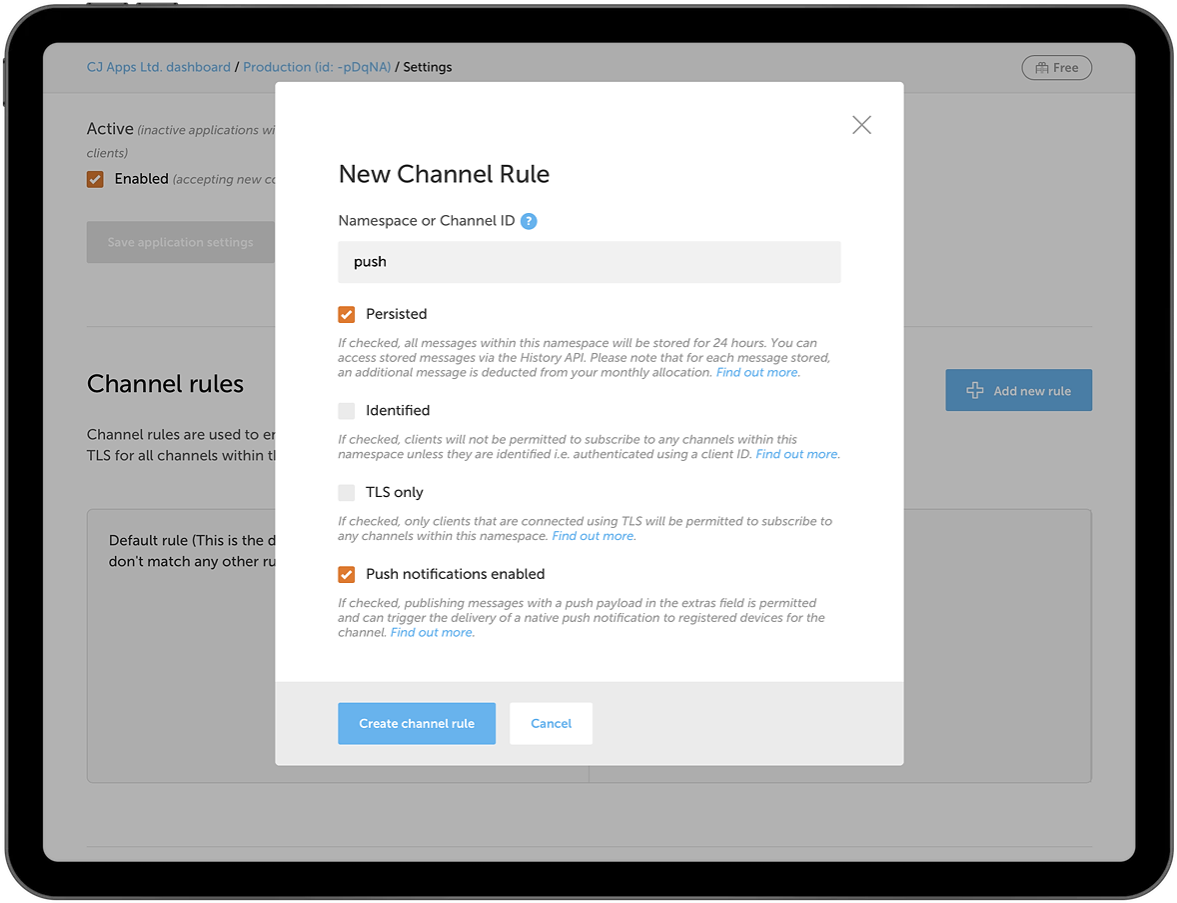 CJ Apps Ltd. dashboard / Production (id: -pDqNA) / Settings
Free
Active (inactive applications wi
clients)
Enabled (accepting new co
Save application settings
Channel rules
Channel rules are used to en
TLS for all channels within th
Add new rule
Default rule (This is the d
don't match any other ru
New Channel Rule
Namespace or Channel ID ?
push
Persisted
If checked, all messages within this namespace will be stored for 24 hours. You can
access stored messages via the History API. Please note that for each message stored,
an additional message is deducted from your monthly allocation. Find out more.
Identified
If checked, clients will not be permitted to subscribe to any channels within this
namespace unless they are identified i.e. authenticated using a client ID. Find out more.
TLS only
If checked, only clients that are connected using TLS will be permitted to subscribe to
any channels within this namespace. Find out more.
Push notifications enabled
If checked, publishing messages with a push payload in the extras field is permitted
and can trigger the delivery of a native push notification to registered devices for the
channel. Find out more.
Create channel rule
Cancel